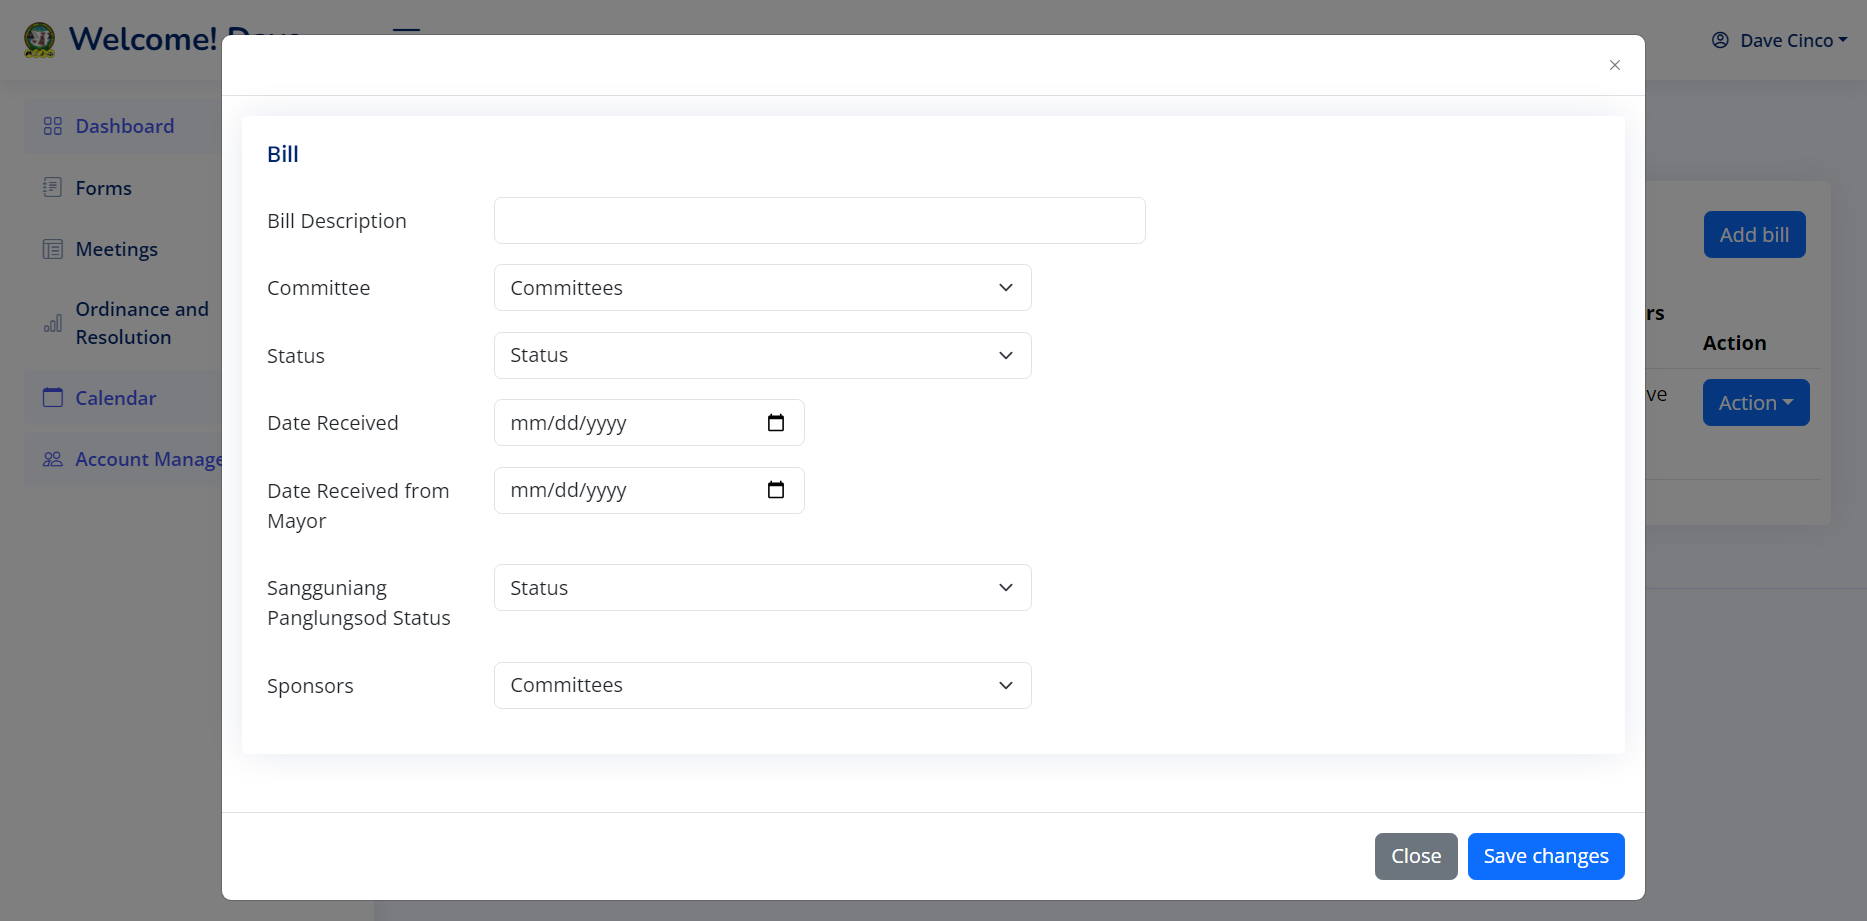 Welcome!
Dave Cinco
Dashboard
Forms
Meetings
Ordinance and
Resolution
Calendar
Account Manage
Bill
Bill Description
Committee
Committees
Status
Status
Date Received
mm/dd/yyyy
Date Received from
Mayor
mm/dd/yyyy
Sangguniang
Panglungsod Status
Status
Sponsors
Committees
Close
Save changes
Add bill
rs
Action
ve
Action